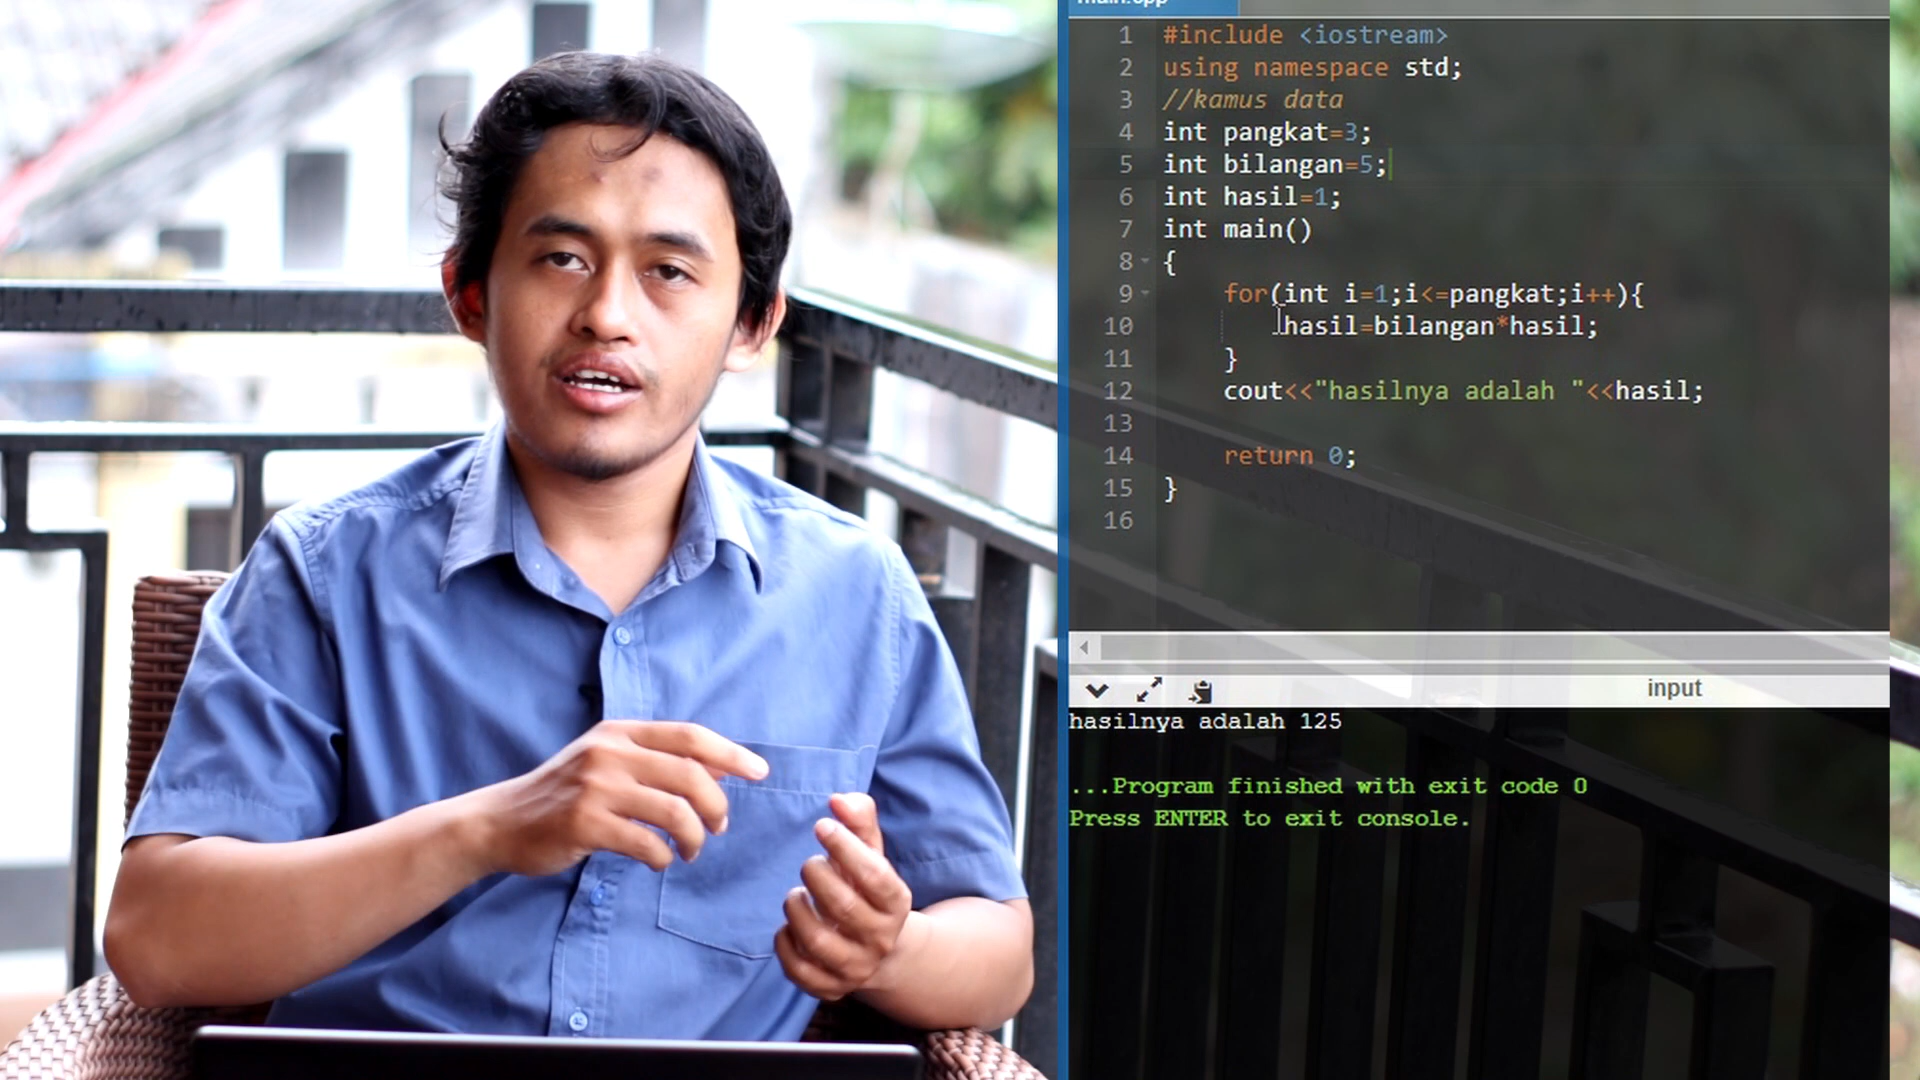 main.cpp
1 #include <iostream>
2 using namespace std;
3 //kamus data
4 int pangkat=3;
5 int bilangan=5;
6 int hasil=1;
7 int main()
8 {
9 for(int i=1;i<=pangkat;i++){
10 hasil=bilangan*hasil;
11 }
12 cout<<"hasilnya adalah "<<hasil;
13
14 return 0;
15 }
16
input
hasilnya adalah 125
...Program finished with exit code 0
Press ENTER to exit console.